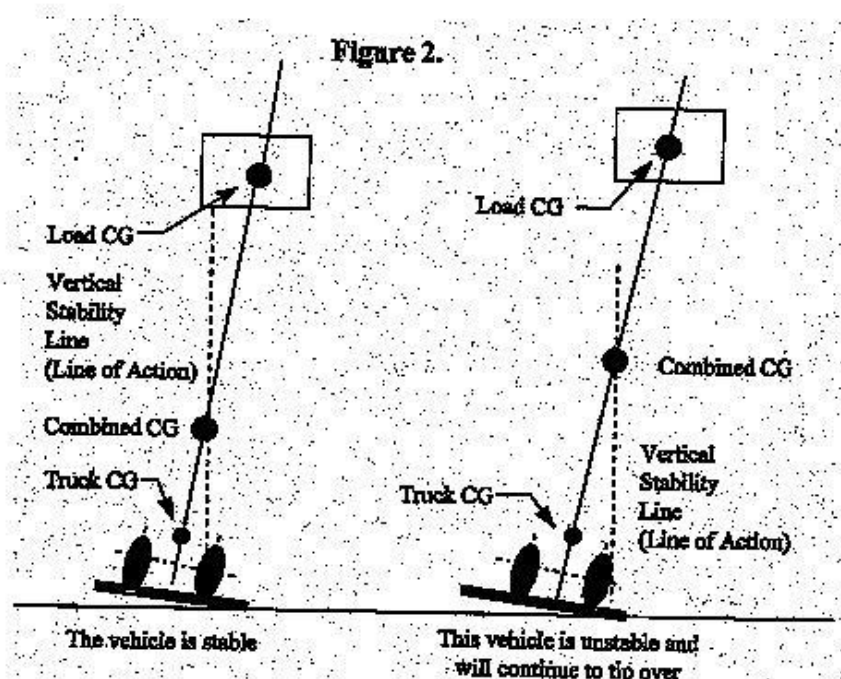 Figure 2.
Load CG
Vertical
Stability
Line
(Line of Action)
Combined CG
Truck CG
The vehicle is stable
Load CG
Combined CG
Vertical
Stability
Line
(Line of Action)
Truck CG
This vehicle is unstable and
will continue to tip over